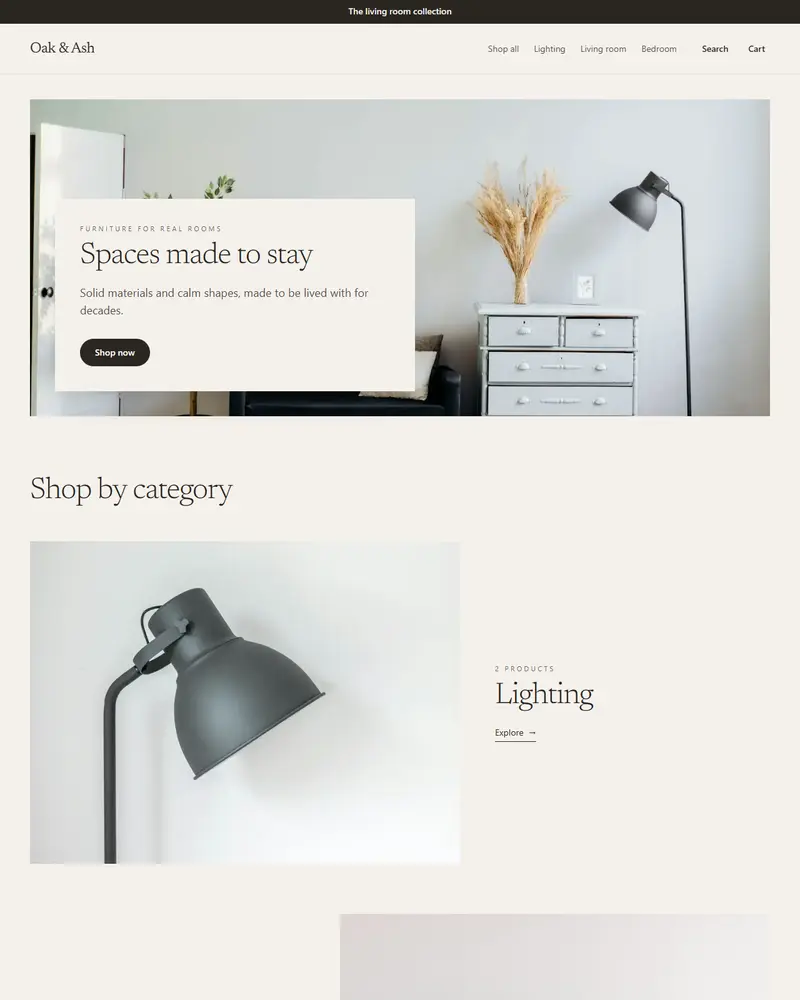 The living room collection
Oak & Ash
Shop all Lighting Living room Bedroom Search Cart
FURNITURE FOR REAL ROOMS
Spaces made to stay
Solid materials and calm shapes, made to be lived with for
decades.
Shop now
Shop by category
2 PRODUCTS
Lighting
Explore →